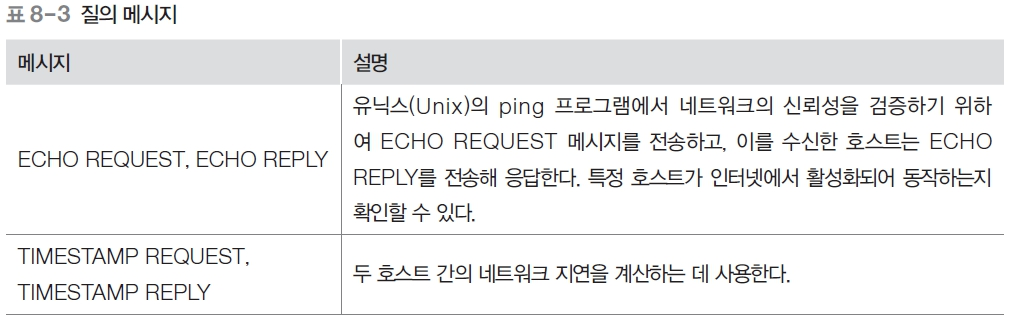 표 8-3 질의 메시지
메시지 설명
유닉스(Unix)의 ping 프로그램에서 네트워크의 신뢰성을 검증하기 위하
여 ECHO REQUEST 메시지를 전송하고, 이를 수신한 호스트는 ECHO
ECHO REQUEST, ECHO REPLY
REPLY를 전송해 응답한다. 특정 호스트가 인터넷에서 활성화되어 동작하는지
확인할 수 있다.
TIMESTAMP REQUEST,
TIMESTAMP REPLY
두 호스트 간의 네트워크 지연을 계산하는 데 사용한다.